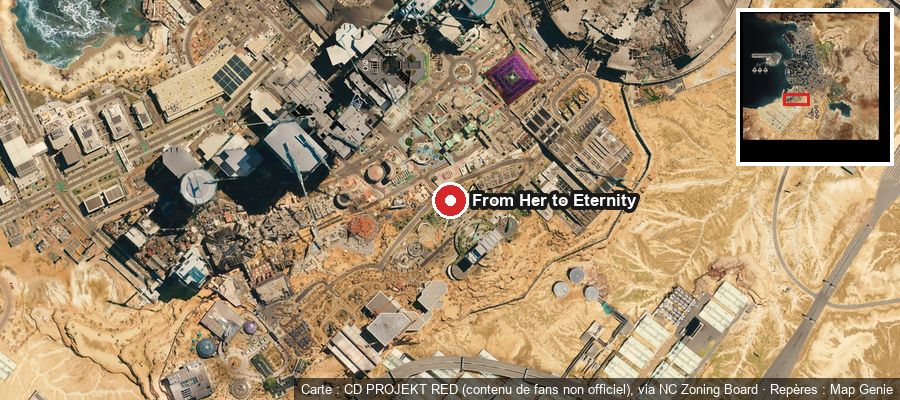 From Her to Eternity
Carte : CD PROJEKT RED (contenu de fans non officiel), via NC Zoning Board · Repères : Map Genie